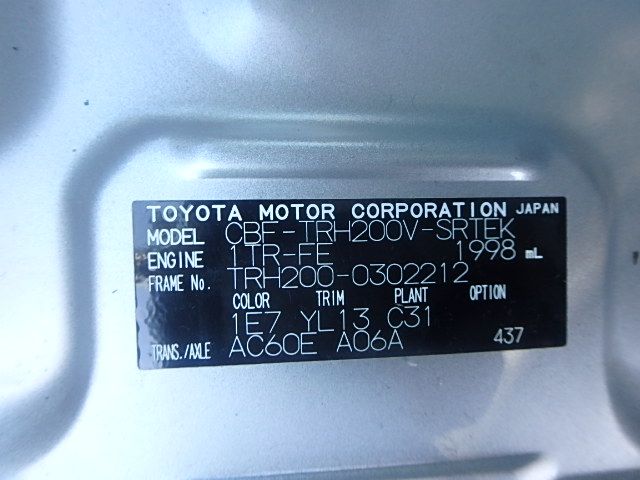 TOYOTA MOTOR CORPORATION JAPAN
MODEL CBF-TRH200V-SRTEK
ENGINE 1TR-FE 1998 mL
FRAME No. TRH200-0302212
COLOR TRIM PLANT OPTION
1E7 YL13 C31
TRANS./AXLE AC60E A06A 437